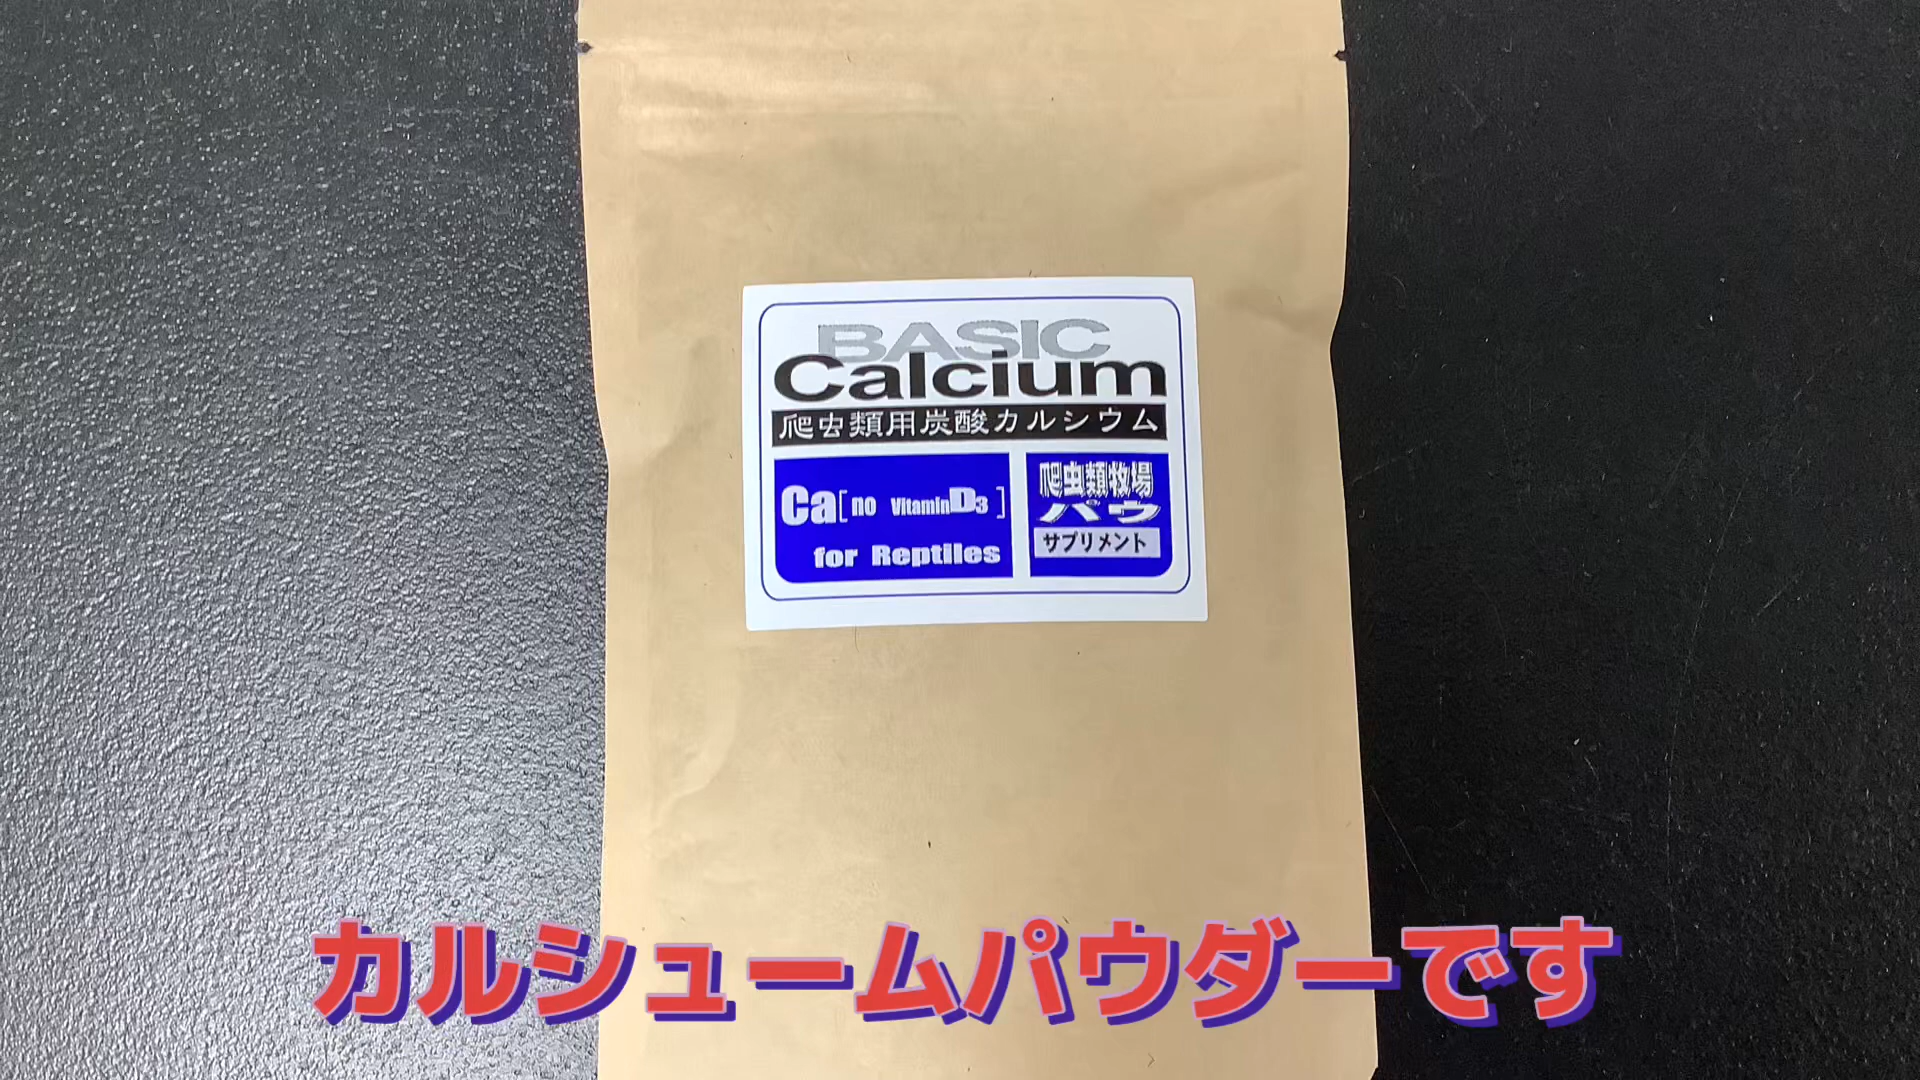 BASIC
Calcium
爬虫類用炭酸カルシウム
Ca[no VitaminD3]
for Reptiles
爬虫類牧場
パウ
サプリメント
カルシュームパウダーです